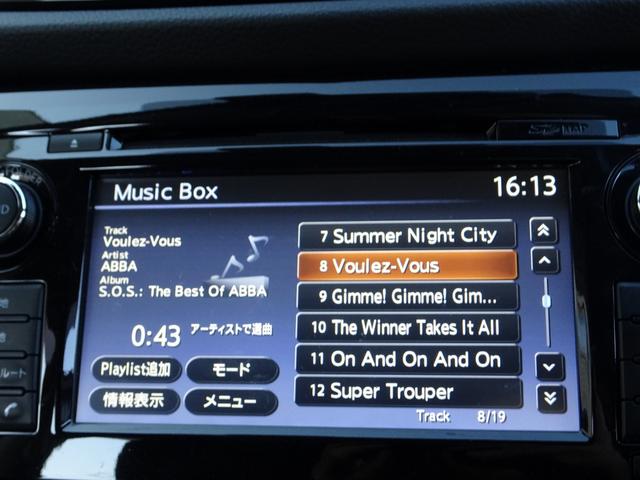 Music Box
16:13
Track
Voulez-Vous
Artist
ABBA
Album
S.O.S.: The Best Of ABBA
0:43 アーティストで選曲
Playlist追加
モード
情報表示
メニュー
7 Summer Night City
8 Voulez-Vous
9 Gimme! Gimme! Gim...
10 The Winner Takes It All
11 On And On And On
12 Super Trouper
Track 8/19